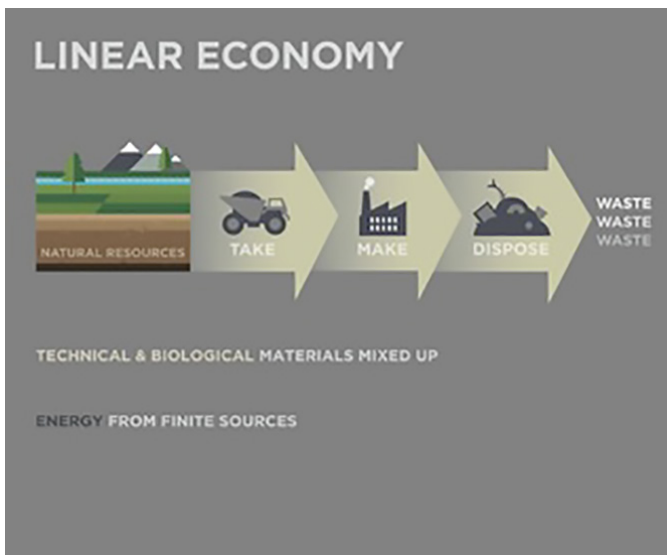 LINEAR ECONOMY
NATURAL RESOURCES
TAKE
MAKE
DISPOSE
WASTE
WASTE
WASTE
TECHNICAL & BIOLOGICAL MATERIALS MIXED UP
ENERGY FROM FINITE SOURCES